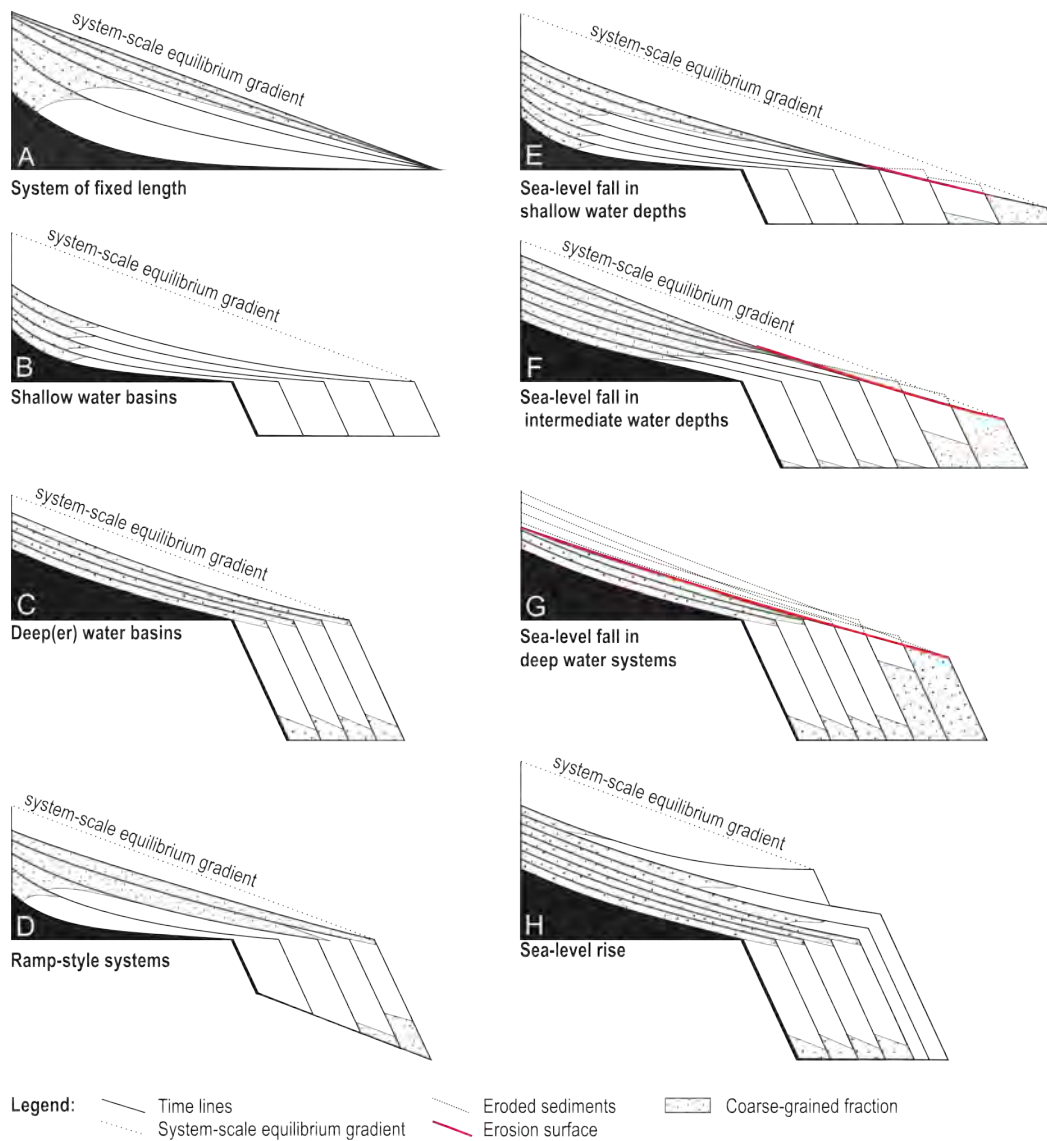 system-scale equilibrium gradient
A
System of fixed length
system-scale equilibrium gradient
B
Shallow water basins
system-scale equilibrium gradient
C
Deep(er) water basins
system-scale equilibrium gradient
D
Ramp-style systems
system-scale equilibrium gradient
E
Sea-level fall in
shallow water depths
system-scale equilibrium gradient
F
Sea-level fall in
intermediate water depths
G
Sea-level fall in
deep water systems
system-scale equilibrium gradient
H
Sea-level rise
Legend:
Time lines
System-scale equilibrium gradient
Eroded sediments
Erosion surface
Coarse-grained fraction